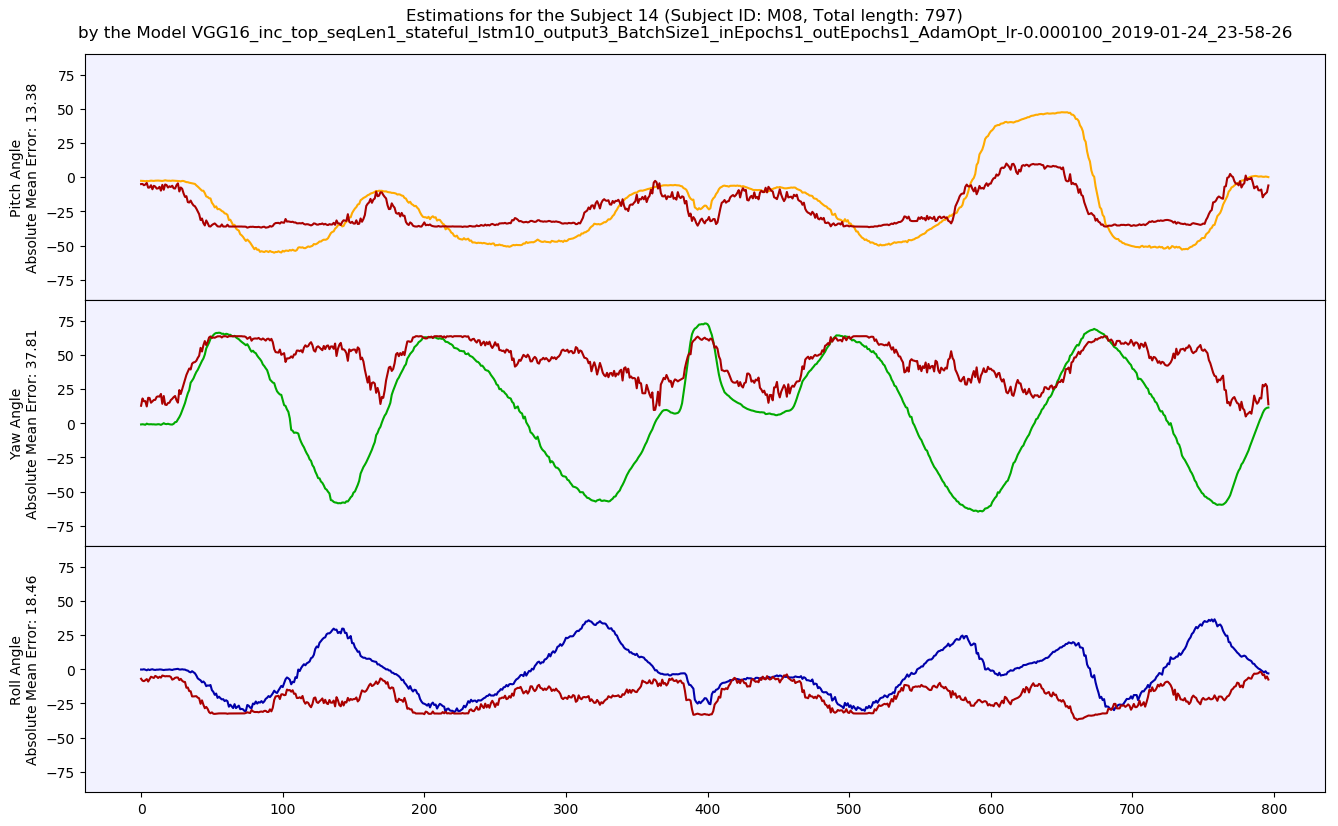 Estimations for the Subject 14 (Subject ID: M08, Total length: 797)
by the Model VGG16_inc_top_seqLen1_stateful_lstm10_output3_BatchSize1_inEpochs1_outEpochs1_AdamOpt_lr-0.000100_2019-01-24_23-58-26
Pitch Angle
Absolute Mean Error: 13.38
75
50
25
0
−25
−50
−75
Yaw Angle
Absolute Mean Error: 37.81
75
50
25
0
−25
−50
−75
Roll Angle
Absolute Mean Error: 18.46
75
50
25
0
−25
−50
−75
0 100 200 300 400 500 600 700 800